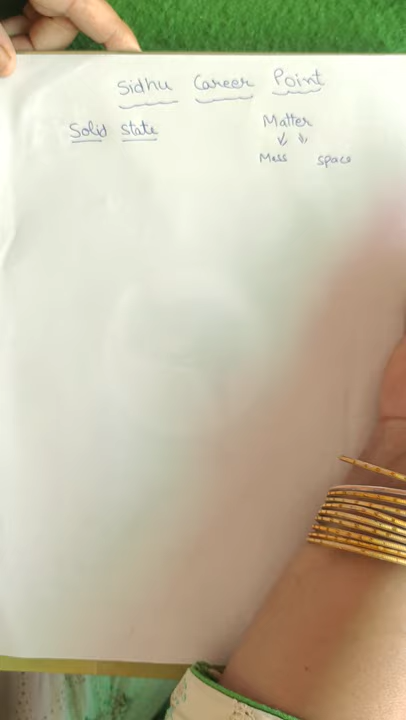 Sidhu Career Point
Solid State
Matter
Mass space